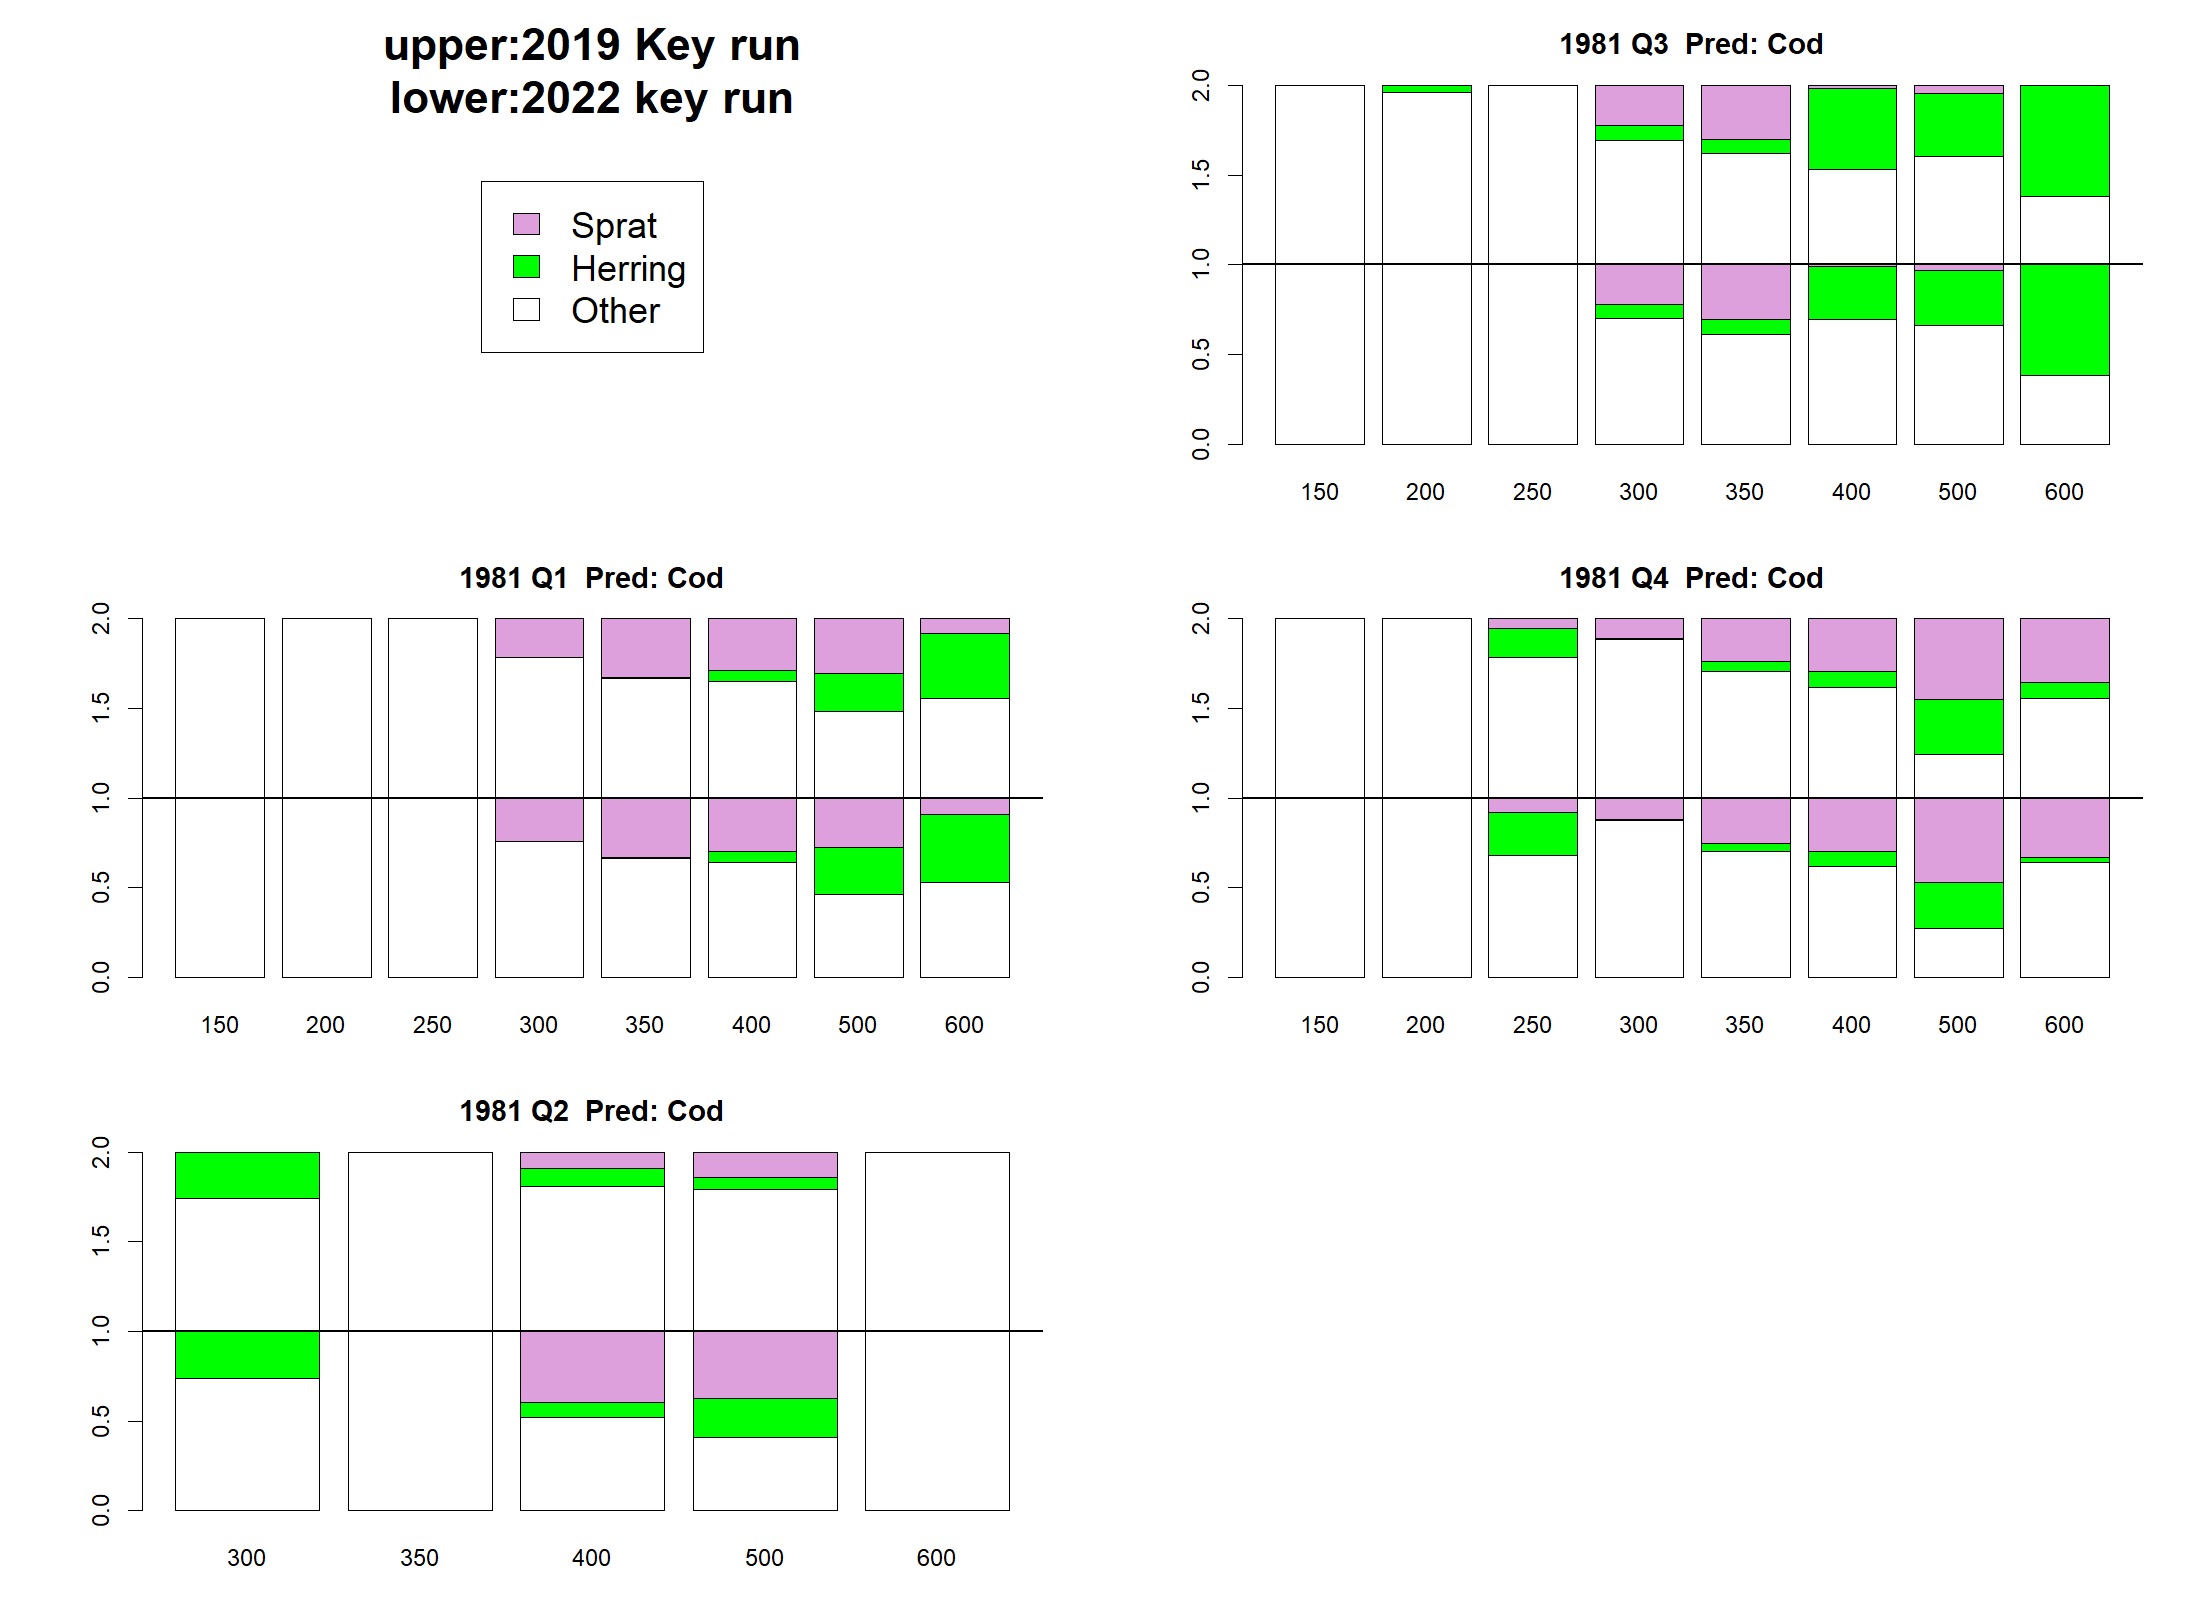 upper:2019 Key run
lower:2022 key run
Sprat
Herring
Other
1981 Q3  Pred: Cod
2.0
1.5
1.0
0.5
0.0
150 200 250 300 350 400 500 600
1981 Q1  Pred: Cod
2.0
1.5
1.0
0.5
0.0
150 200 250 300 350 400 500 600
1981 Q4  Pred: Cod
2.0
1.5
1.0
0.5
0.0
150 200 250 300 350 400 500 600
1981 Q2  Pred: Cod
2.0
1.5
1.0
0.5
0.0
300 350 400 500 600